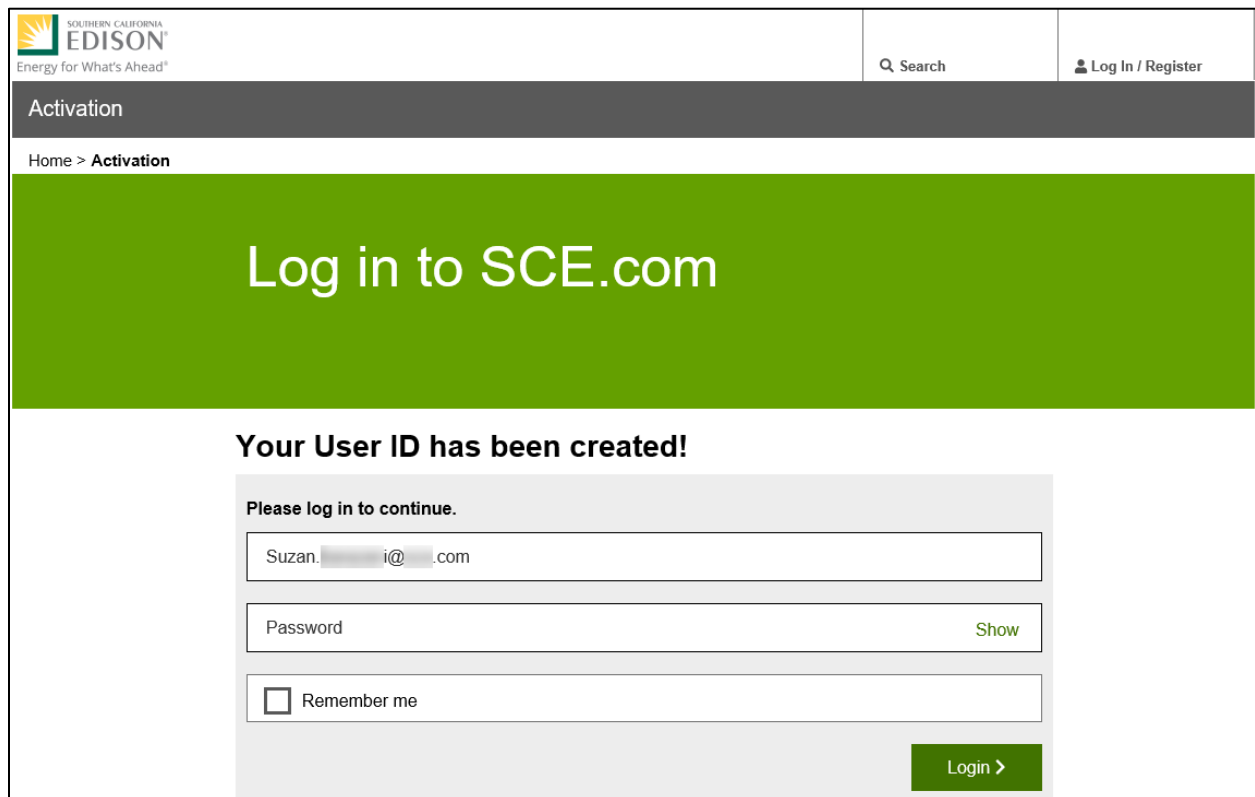 SOUTHERN CALIFORNIA
EDISON®
Energy for What's Ahead®
Search
Log In / Register
Activation
Home > Activation
Log in to SCE.com
Your User ID has been created!
Please log in to continue.
Suzan. i@ .com
Password
Show
Remember me
Login >